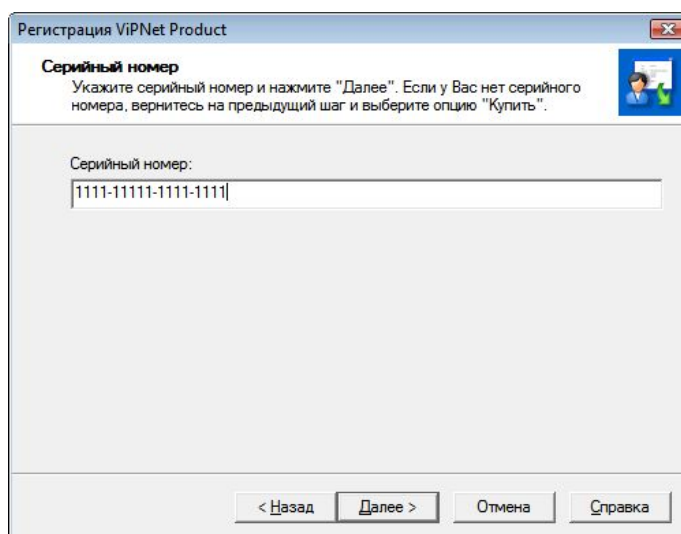 Регистрация ViPNet Product
Серийный номер
Укажите серийный номер и нажмите "Далее". Если у Вас нет серийного
номера, вернитесь на предыдущий шаг и выберите опцию "Купить".
Серийный номер:
1111-11111-1111-1111
< Назад Далее > Отмена Справка